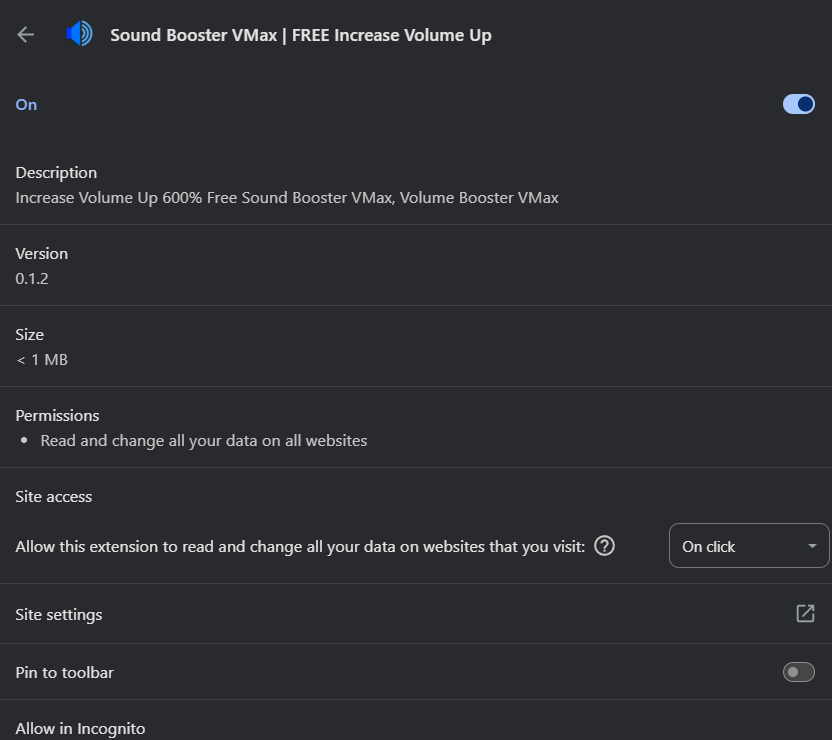 Sound Booster VMax | FREE Increase Volume Up
On
Description
Increase Volume Up 600% Free Sound Booster VMax, Volume Booster VMax
Version
0.1.2
Size
< 1 MB
Permissions
• Read and change all your data on all websites
Site access
Allow this extension to read and change all your data on websites that you visit: On click
Site settings
Pin to toolbar
Allow in Incognito